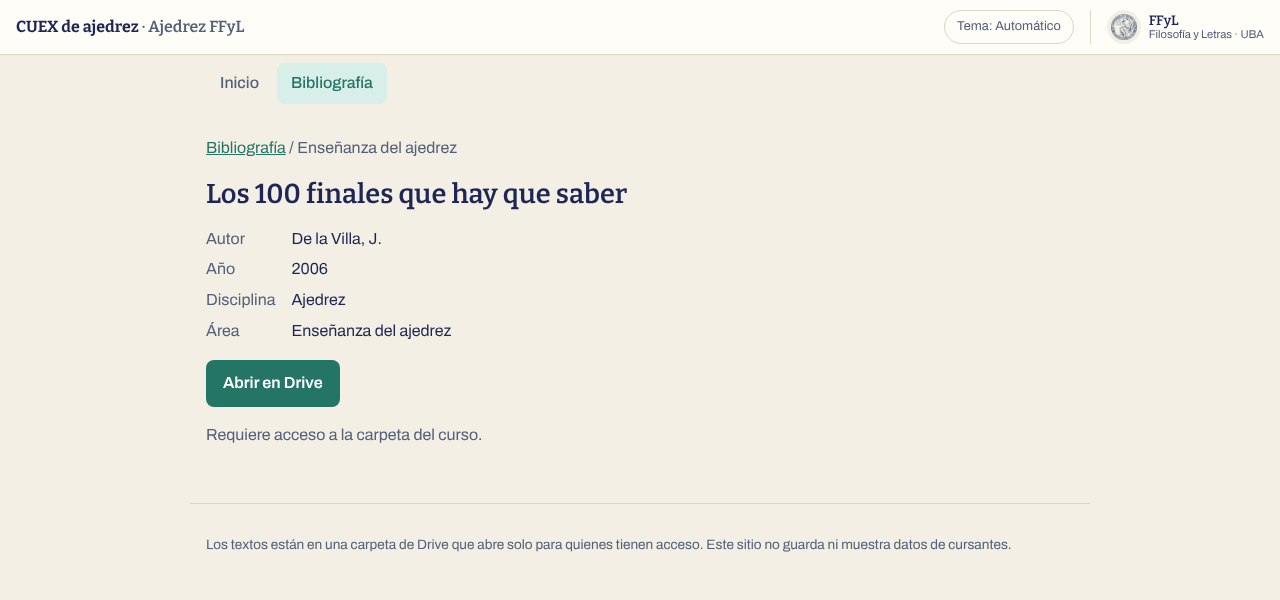 CUEX de ajedrez · Ajedrez FFyL
Tema: Automático
FFyL
Filosofía y Letras · UBA
Inicio
Bibliografía
Bibliografía / Enseñanza del ajedrez
Los 100 finales que hay que saber
Autor De la Villa, J.
Año 2006
Disciplina Ajedrez
Área Enseñanza del ajedrez
Abrir en Drive
Requiere acceso a la carpeta del curso.
Los textos están en una carpeta de Drive que abre solo para quienes tienen acceso. Este sitio no guarda ni muestra datos de cursantes.